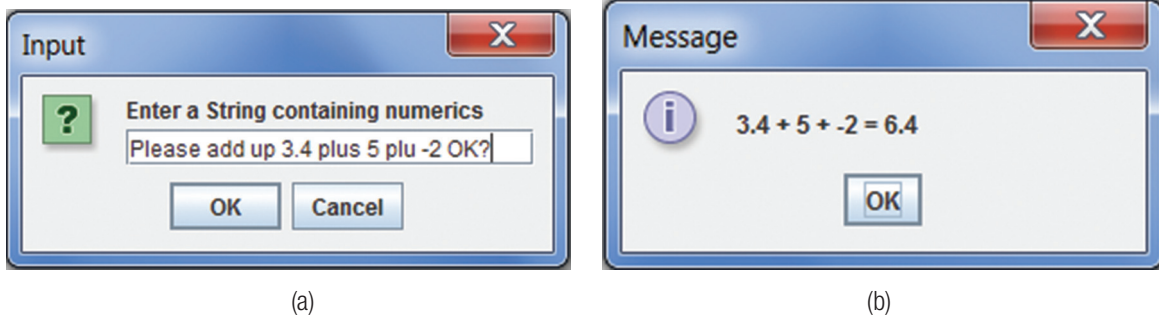 Input
X
?
Enter a String containing numerics
Please add up 3.4 plus 5 plu -2 OK?
OK
Cancel
(a)
Message
X
i
3.4 + 5 + -2 = 6.4
OK
(b)